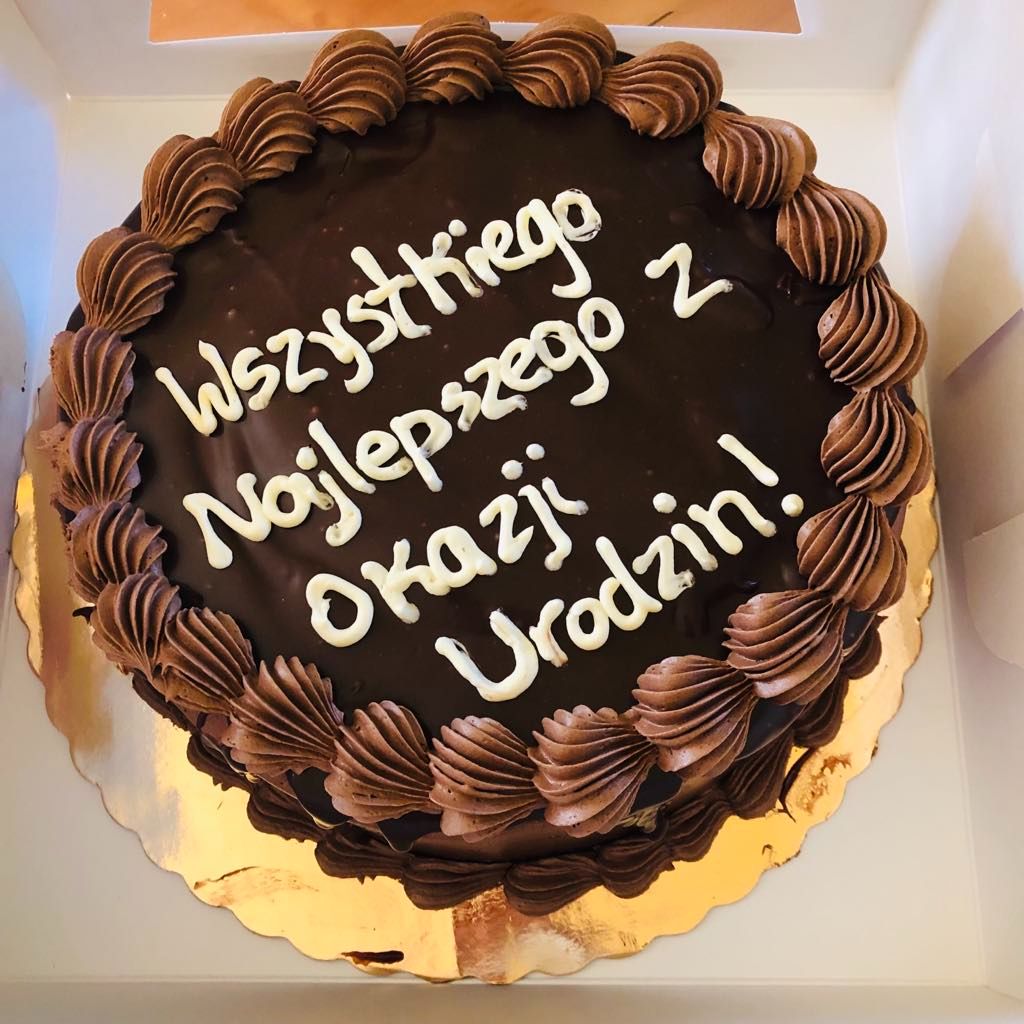 Wszystkiego
Najlepszego z
Okazji
Urodzin!